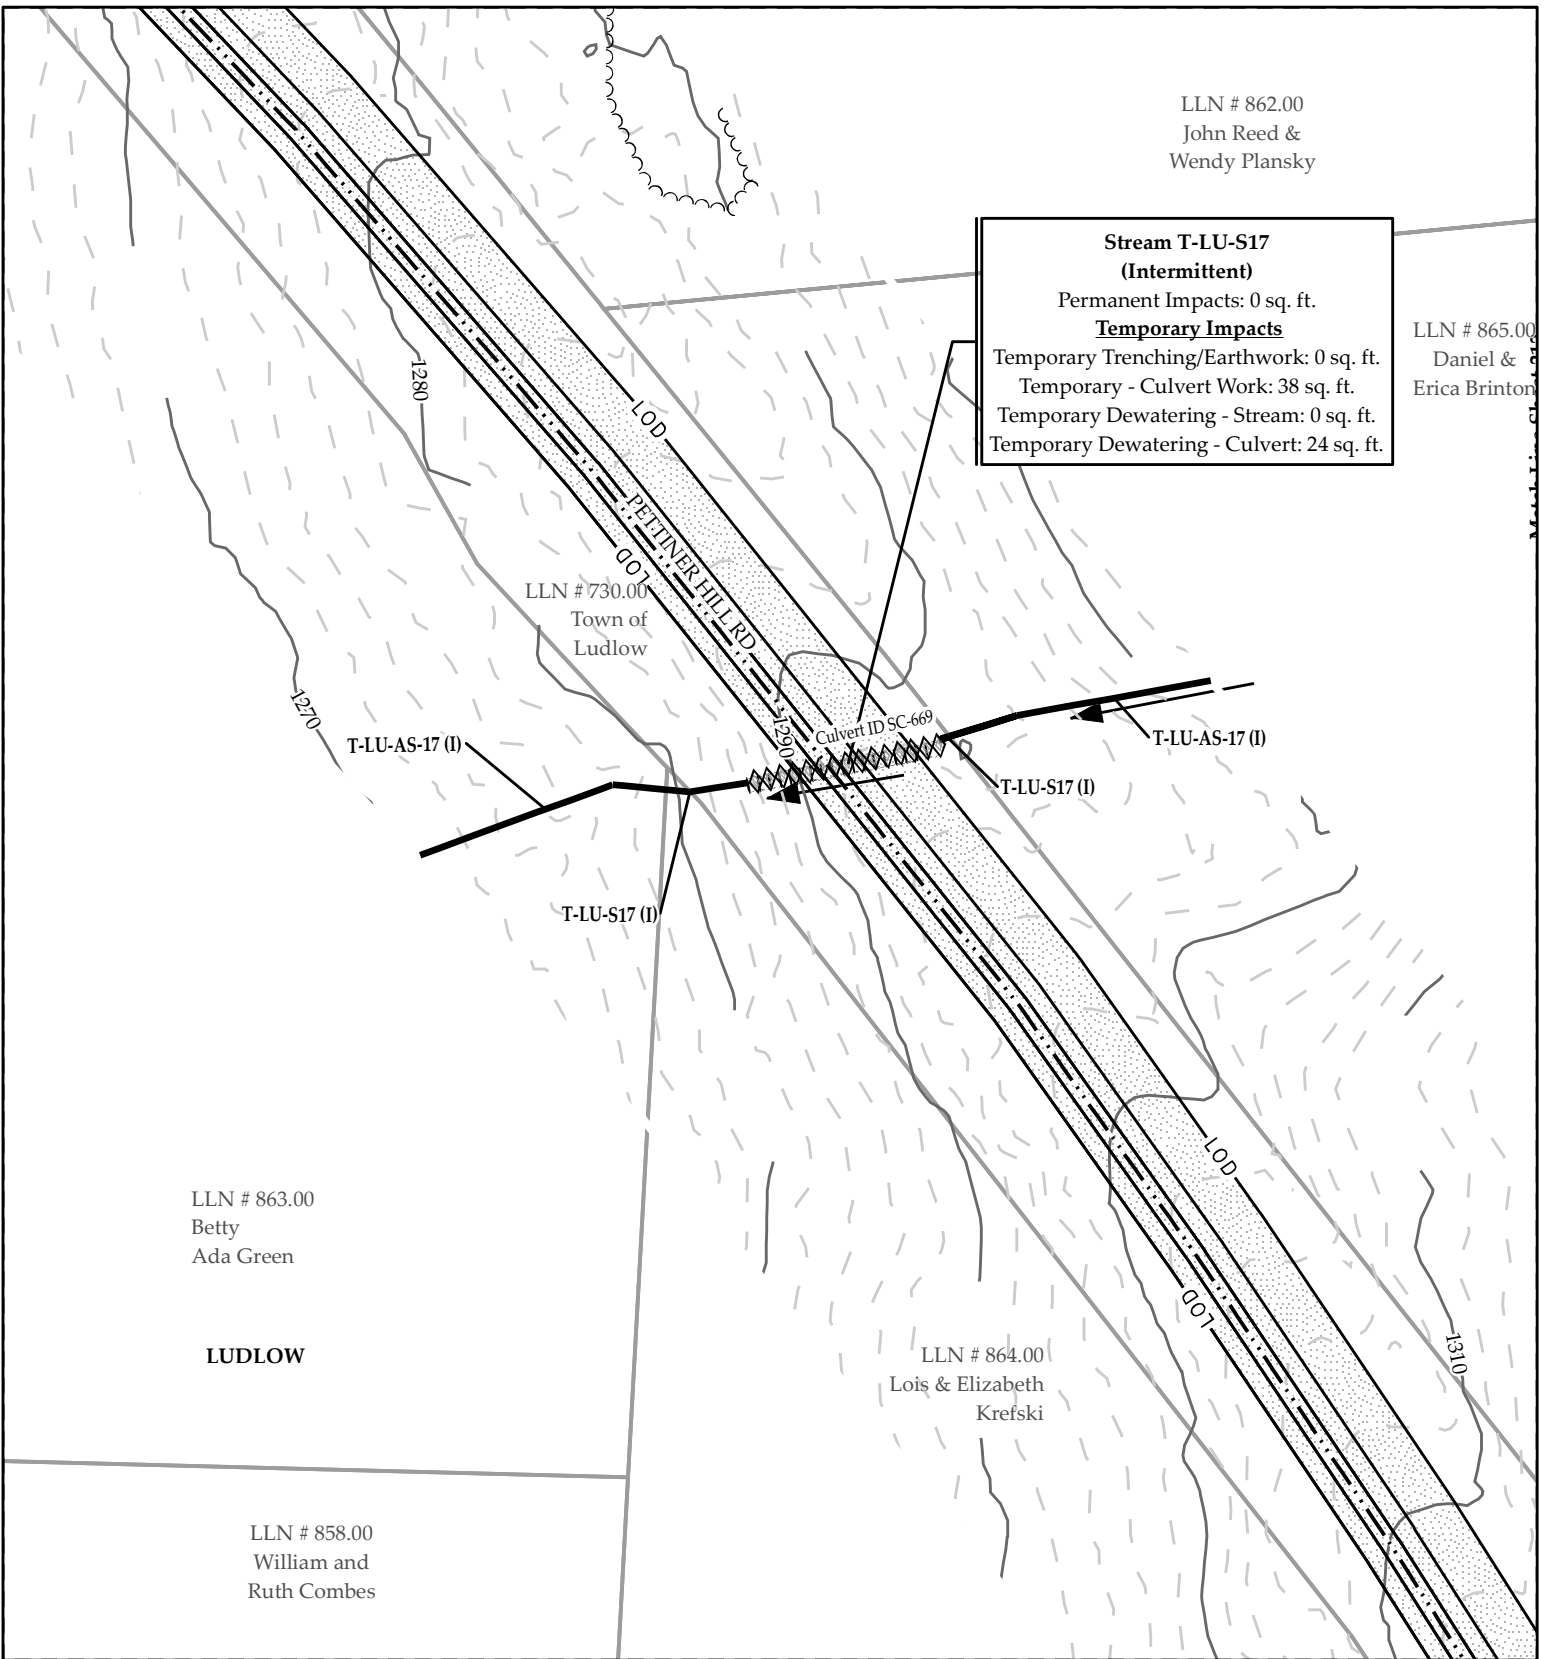 LLN # 862.00
John Reed &
Wendy Plansky
Stream T-LU-S17
(Intermittent)
Permanent Impacts: 0 sq. ft.
Temporary Impacts
Temporary Trenching/Earthwork: 0 sq. ft.
Temporary - Culvert Work: 38 sq. ft.
Temporary Dewatering - Stream: 0 sq. ft.
Temporary Dewatering - Culvert: 24 sq. ft.
LLN # 865.00
Daniel &
Erica Brinton
1280
LOD
PETTINER HILL RD
LOD
LLN # 730.00
Town of
Ludlow
1270
1290
Culvert ID SC-669
T-LU-AS-17 (I)
T-LU-AS-17 (I)
T-LU-S17 (I)
T-LU-S17 (I)
LOD
LLN # 863.00
Betty
Ada Green
LOD
1310
LUDLOW
LLN # 864.00
Lois & Elizabeth
Krefski
LLN # 858.00
William and
Ruth Combes